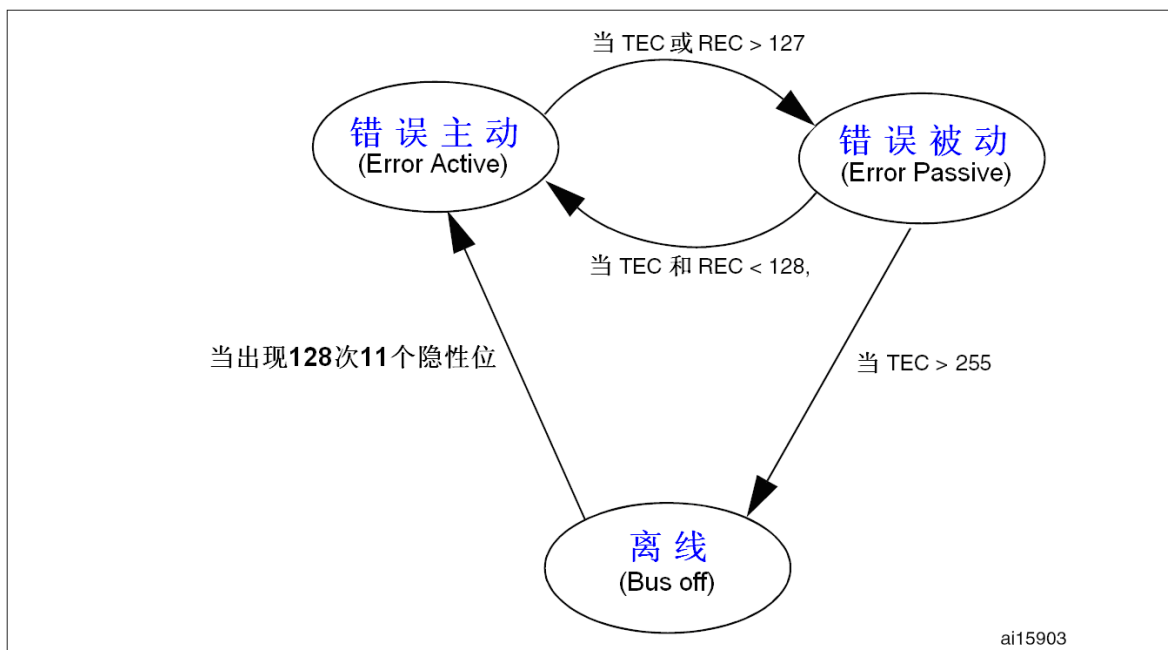 当 TEC 或 REC > 127
错误主动
(Error Active)
错误被动
(Error Passive)
当 TEC 和 REC < 128,
当出现128次11个隐性位
当 TEC > 255
离线
(Bus off)
ai15903